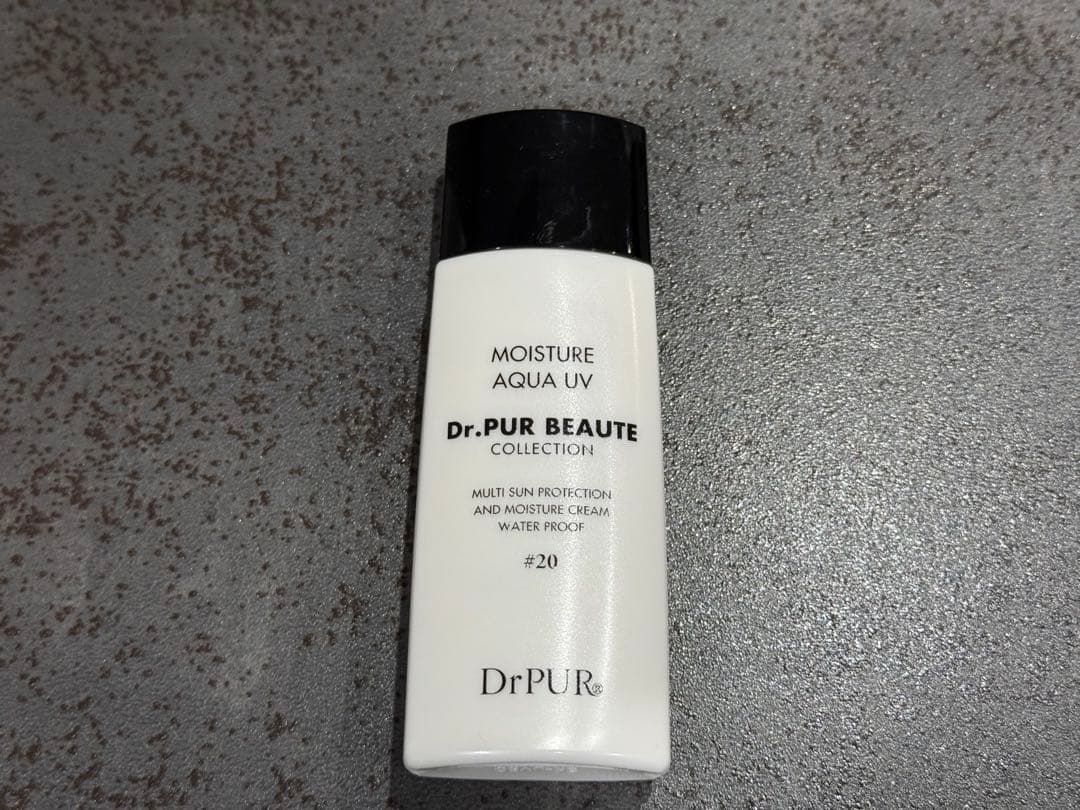 MOISTURE
AQUA UV
Dr.PUR BEAUTE
COLLECTION
MULTI SUN PROTECTION
AND MOISTURE CREAM
WATER PROOF
#20
DrPUR®